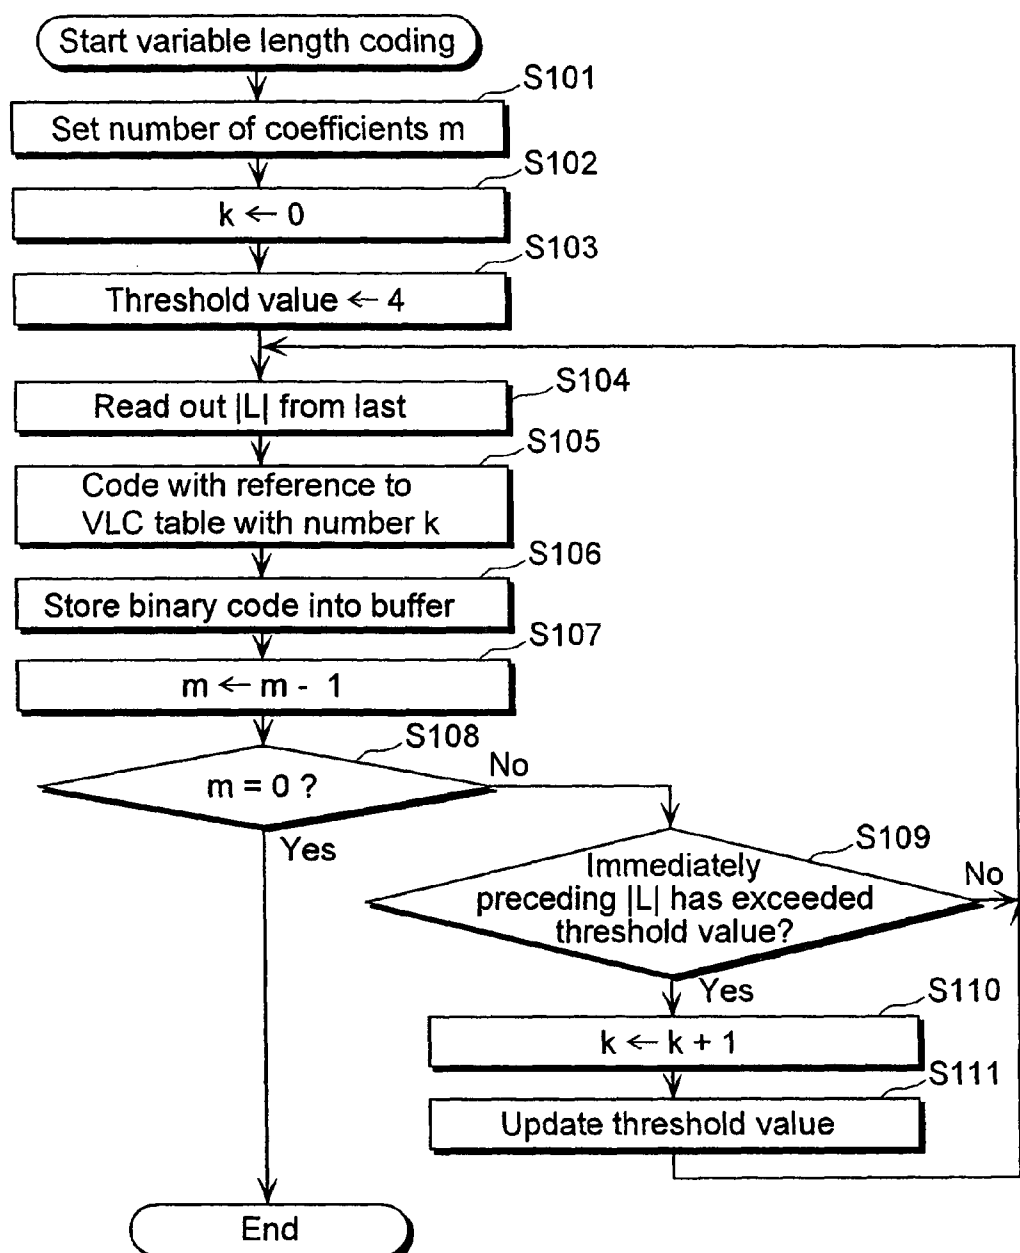 Start variable length coding
S101
Set number of coefficients m
S102
k ← 0
S103
Threshold value ← 4
S104
Read out |L| from last
S105
Code with reference to
VLC table with number k
S106
Store binary code into buffer
S107
m ← m - 1
S108
m = 0 ?
No
Yes
S109
Immediately
preceding |L| has exceeded
threshold value?
No
Yes
S110
k ← k + 1
S111
Update threshold value
End